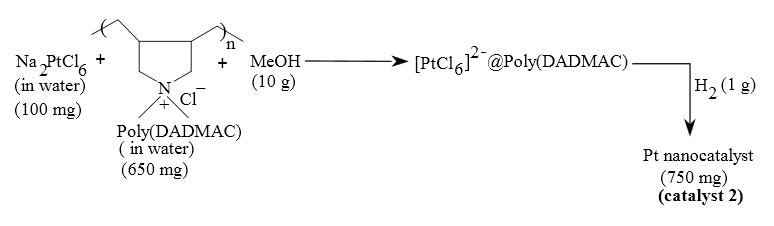 Na2PtCl6 +
(in water)
(100 mg)
n
N
+ Cl−
Poly(DADMAC)
( in water)
(650 mg)
+ MeOH
(10 g)
[PtCl6]2− @Poly(DADMAC)
H2 (1 g)
Pt nanocatalyst
(750 mg)
(catalyst 2)